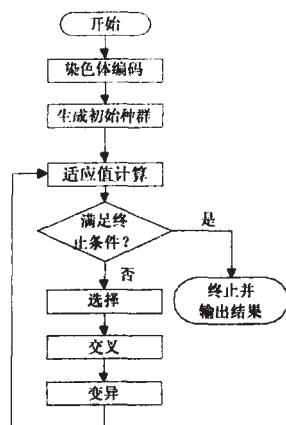 开始
染色体编码
生成初始种群
适应值计算
满足终
止条件？
是
否
终止并
输出结果
选择
交叉
变异